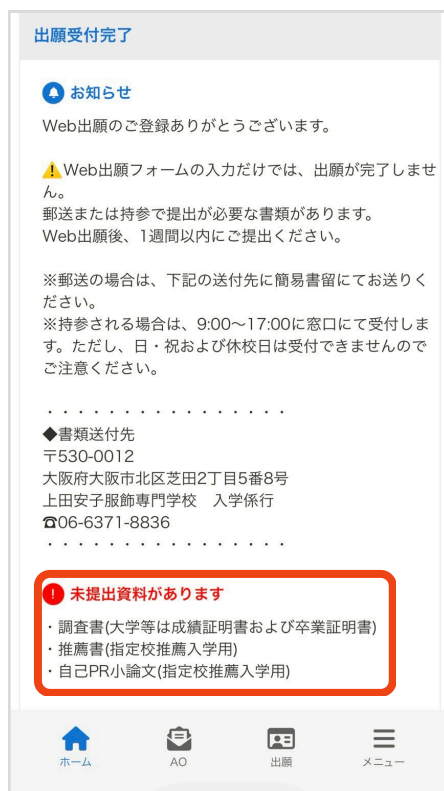 出願受付完了
お知らせ
Web出願のご登録ありがとうございます。
⚠️Web出願フォームの入力だけでは、出願が完了しませ
ん。
郵送または持参で提出が必要な書類があります。
Web出願後、1週間以内にご提出ください。
※郵送の場合は、下記の送付先に簡易書留にてお送りく
ださい。
※持参される場合は、9:00〜17:00に窓口にて受付しま
す。ただし、日・祝および休校日は受付できませんので
ご注意ください。
・・・・・・・・・・・・・・・・
◆書類送付先
〒530-0012
大阪府大阪市北区芝田2丁目5番8号
上田安子服飾専門学校　入学係行
☎06-6371-8836
・・・・・・・・・・・・・・・・
! 未提出資料があります
・調査書(大学等は成績証明書および卒業証明書)
・推薦書(指定校推薦入学用)
・自己PR小論文(指定校推薦入学用)
ホーム AO 出願 メニュー